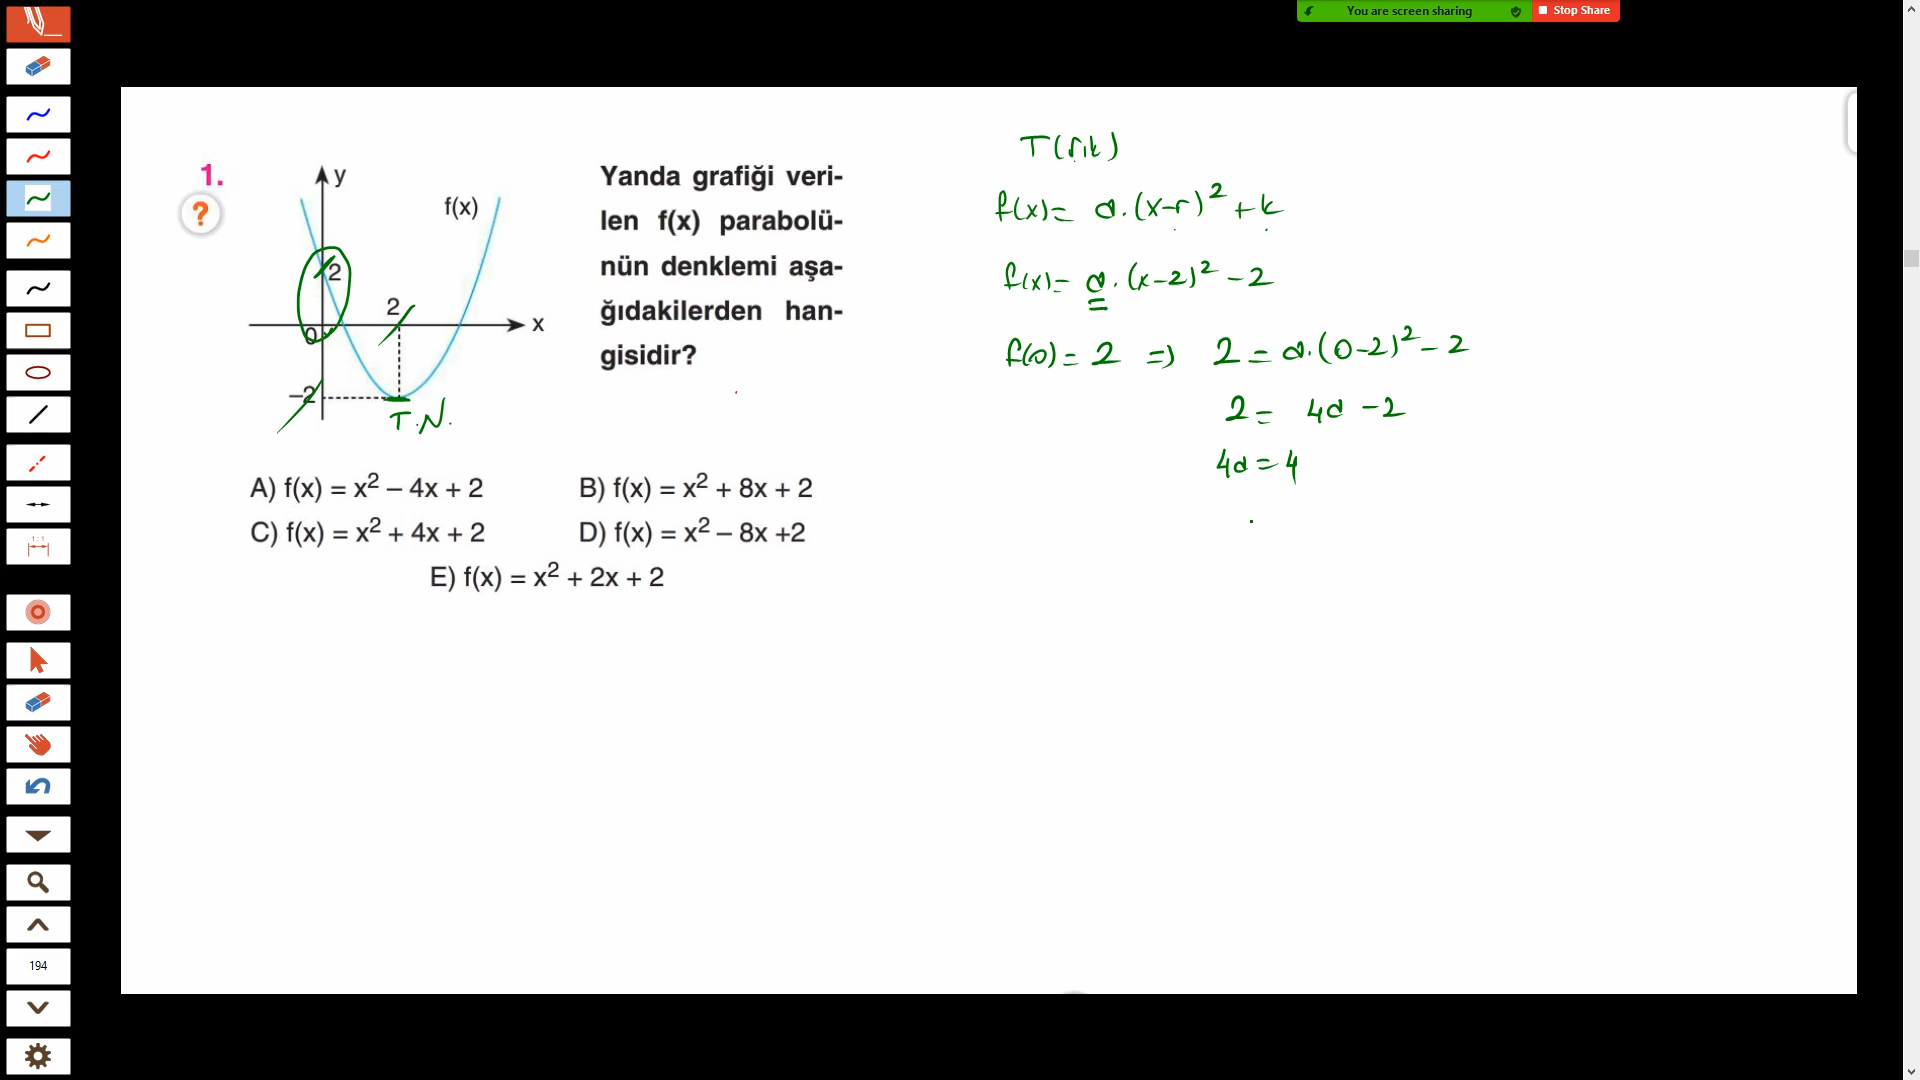 You are screen sharing
Stop Share
1.
?
y
f(x)
2
2
0
x
–2
T.N.
Yanda grafiği veri-
len f(x) parabolü-
nün denklemi aşa-
ğıdakilerden han-
gisidir?
A) f(x) = x² – 4x + 2
B) f(x) = x² + 8x + 2
C) f(x) = x² + 4x + 2
D) f(x) = x² – 8x +2
E) f(x) = x² + 2x + 2
T(r,k)
f(x)= a.(x-r)²+k
f(x)= a.(x-2)²-2
f(0)= 2 => 2 = a.(0-2)²-2
2= 4a -2
4a=4
1:1
194